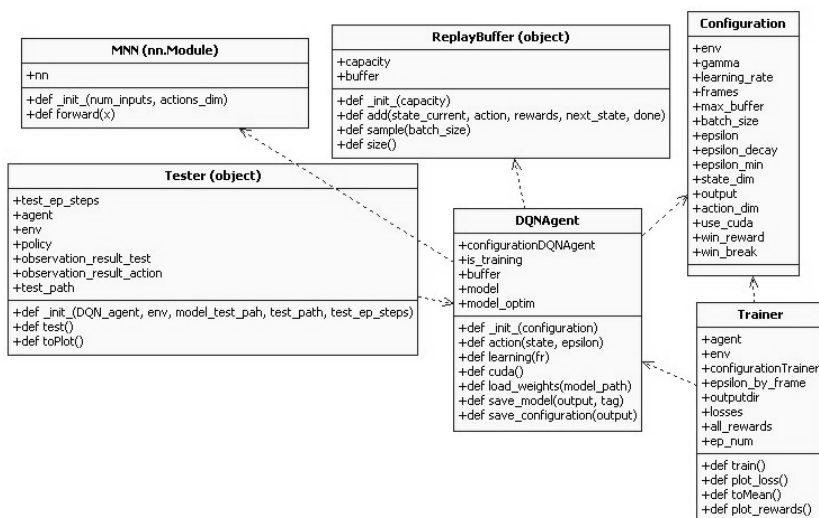 MNN (nn.Module)
+nn
+def _init_(num_inputs, actions_dim)
+def forward(x)
ReplayBuffer (object)
+capacity
+buffer
+def _init_(capacity)
+def add(state_current, action, rewards, next_state, done)
+def sample(batch_size)
+def size()
Configuration
+env
+gamma
+learning_rate
+frames
+max_buffer
+batch_size
+epsilon
+epsilon_decay
+epsilon_min
+state_dim
+output
+action_dim
+use_cuda
+win_reward
+win_break
Tester (object)
+test_ep_steps
+agent
+env
+policy
+observation_result_test
+observation_result_action
+test_path
+def _init_(DQN_agent, env, model_test_pah, test_path, test_ep_steps)
+def test()
+def toPlot()
DQNAgent
+configurationDQNAgent
+is_training
+buffer
+model
+model_optim
+def _init_(configuration)
+def action(state, epsilon)
+def learning(fr)
+def cuda()
+def load_weights(model_path)
+def save_model(output, tag)
+def save_configuration(output)
Trainer
+agent
+env
+configurationTrainer
+epsilon_by_frame
+outputdir
+losses
+all_rewards
+ep_num
+def train()
+def plot_loss()
+def toMean()
+def plot_rewards()